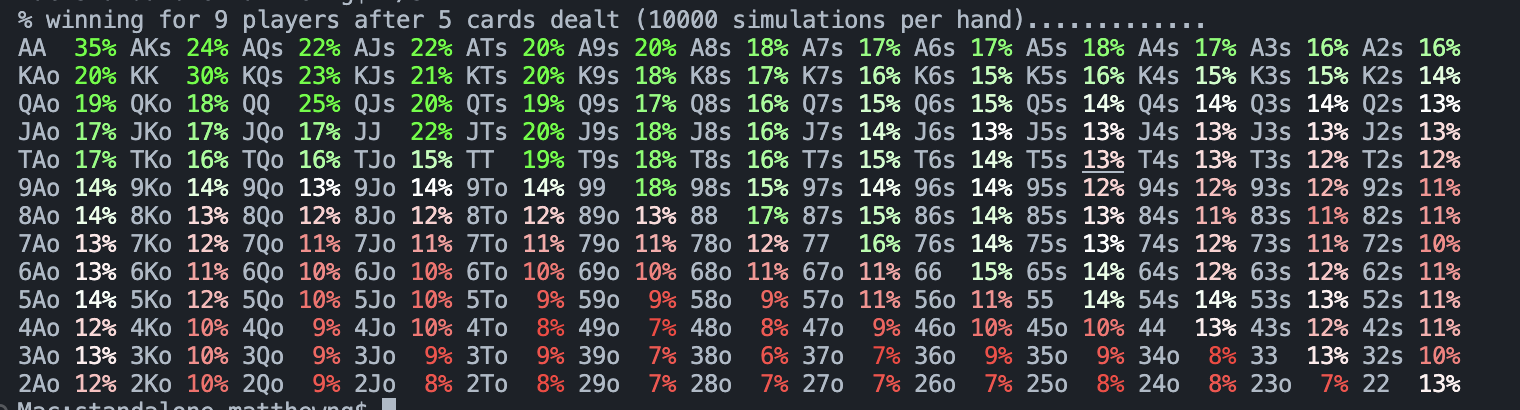 % winning for 9 players after 5 cards dealt (10000 simulations per hand).............
AA 35% AKs 24% AQs 22% AJs 22% ATs 20% A9s 20% A8s 18% A7s 17% A6s 17% A5s 18% A4s 17% A3s 16% A2s 16%
KAo 20% KK 30% KQs 23% KJs 21% KTs 20% K9s 18% K8s 17% K7s 16% K6s 15% K5s 16% K4s 15% K3s 15% K2s 14%
QAo 19% QKo 18% QQ 25% QJs 20% QTs 19% Q9s 17% Q8s 16% Q7s 15% Q6s 15% Q5s 14% Q4s 14% Q3s 14% Q2s 13%
JAo 17% JKo 17% JQo 17% JJ 22% JTs 20% J9s 18% J8s 16% J7s 14% J6s 13% J5s 13% J4s 13% J3s 13% J2s 13%
TAo 17% TKo 16% TQo 16% TJo 15% TT 19% T9s 18% T8s 16% T7s 15% T6s 14% T5s 13% T4s 13% T3s 12% T2s 12%
9Ao 14% 9Ko 14% 9Qo 13% 9Jo 14% 9To 14% 99 18% 98s 15% 97s 14% 96s 14% 95s 12% 94s 12% 93s 12% 92s 11%
8Ao 14% 8Ko 13% 8Qo 12% 8Jo 12% 8To 12% 89o 13% 88 17% 87s 15% 86s 14% 85s 13% 84s 11% 83s 11% 82s 11%
7Ao 13% 7Ko 12% 7Qo 11% 7Jo 11% 7To 11% 79o 11% 78o 12% 77 16% 76s 14% 75s 13% 74s 12% 73s 11% 72s 10%
6Ao 13% 6Ko 11% 6Qo 10% 6Jo 10% 6To 10% 69o 10% 68o 11% 67o 11% 66 15% 65s 14% 64s 12% 63s 12% 62s 11%
5Ao 14% 5Ko 12% 5Qo 10% 5Jo 10% 5To 9% 59o 9% 58o 9% 57o 11% 56o 11% 55 14% 54s 14% 53s 13% 52s 11%
4Ao 12% 4Ko 10% 4Qo 9% 4Jo 10% 4To 8% 49o 7% 48o 8% 47o 9% 46o 10% 45o 10% 44 13% 43s 12% 42s 11%
3Ao 13% 3Ko 10% 3Qo 9% 3Jo 9% 3To 9% 39o 7% 38o 6% 37o 7% 36o 9% 35o 9% 34o 8% 33 13% 32s 10%
2Ao 12% 2Ko 10% 2Qo 9% 2Jo 8% 2To 8% 29o 7% 28o 7% 27o 7% 26o 7% 25o 8% 24o 8% 23o 7% 22 13%
Mac:standalone matthewng$